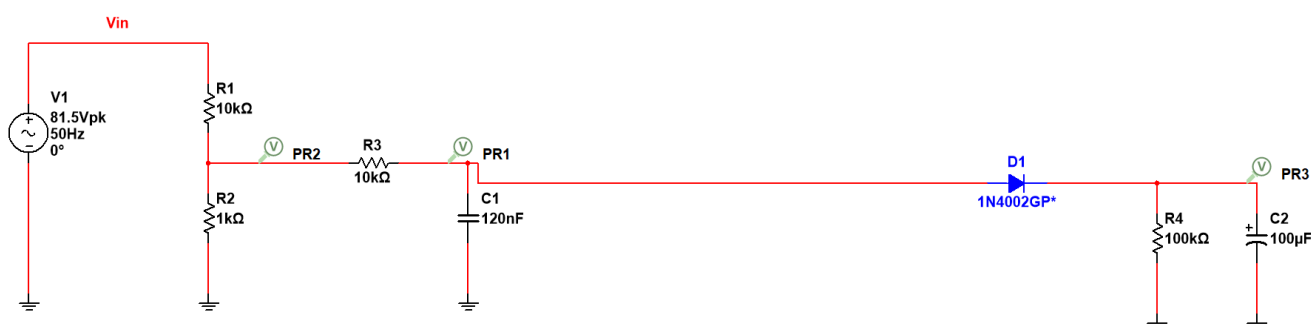 Vin
V1
81.5Vpk
50Hz
0°
R1
10kΩ
R2
1kΩ
V
PR2
R3
10kΩ
V
PR1
C1
120nF
D1
1N4002GP*
R4
100kΩ
V
PR3
C2
100µF